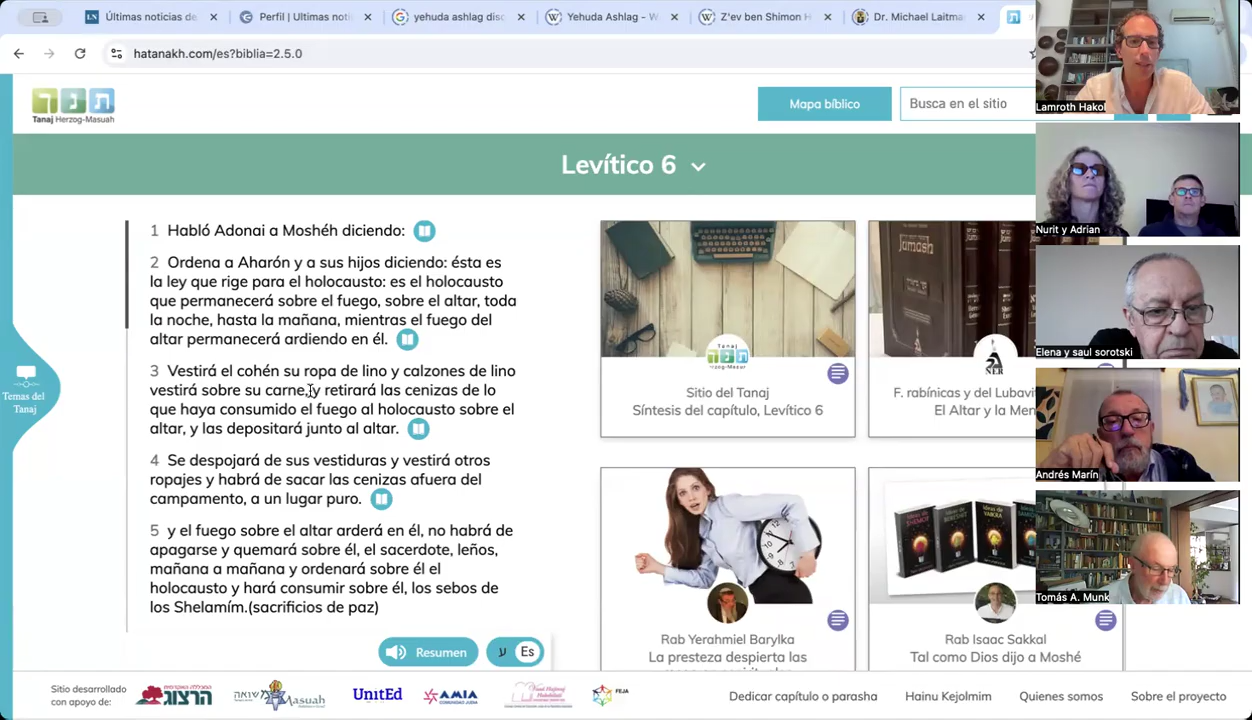 Últimas noticias de
Perfil | Ultimas noti
yehuda ashlag disc
Yehuda Ashlag - W
Z'ev ben Shimon H
Dr. Michael Laitma
hatanakh.com/es?biblia=2.5.0
תנך
Tanaj Herzog-Masuah
Mapa bíblico
Busca en el sitio
Levítico 6
1 Habló Adonai a Moshéh diciendo:
2 Ordena a Aharón y a sus hijos diciendo: ésta es
la ley que rige para el holocausto: es el holocausto
que permanecerá sobre el fuego, sobre el altar, toda
la noche, hasta la mañana, mientras el fuego del
altar permanecerá ardiendo en él.
3 Vestirá el cohén su ropa de lino y calzones de lino
vestirá sobre su carne, y retirará las cenizas de lo
que haya consumido el fuego al holocausto sobre el
altar, y las depositará junto al altar.
4 Se despojará de sus vestiduras y vestirá otros
ropajes y habrá de sacar las cenizas afuera del
campamento, a un lugar puro.
5 y el fuego sobre el altar arderá en él, no habrá de
apagarse y quemará sobre él, el sacerdote, leños,
mañana a mañana y ordenará sobre él el
holocausto y hará consumir sobre él, los sebos de
los Shelamím.(sacrificios de paz)
Temas del
Tanaj
Resumen
ע Es
Jumash
Tanaj
תנך
NER
Sitio del Tanaj
Síntesis del capítulo, Levítico 6
F. rabínicas y del Lubavi
El Altar y la Men
Rab Yerahmiel Barylka
La presteza despierta las
Rab Isaac Sakkal
Tal como Dios dijo a Moshé
Lamroth Hakol
Nurit y Adrian
Elena y saul sorotski
Andrés Marín
Tomás A. Munk
Sitio desarrollado
con apoyo de:
הרצוג
Masuah
UnitEd
AMIA
FEJA
Dedicar capítulo o parasha
Hainu Kejolmim
Quienes somos
Sobre el proyecto